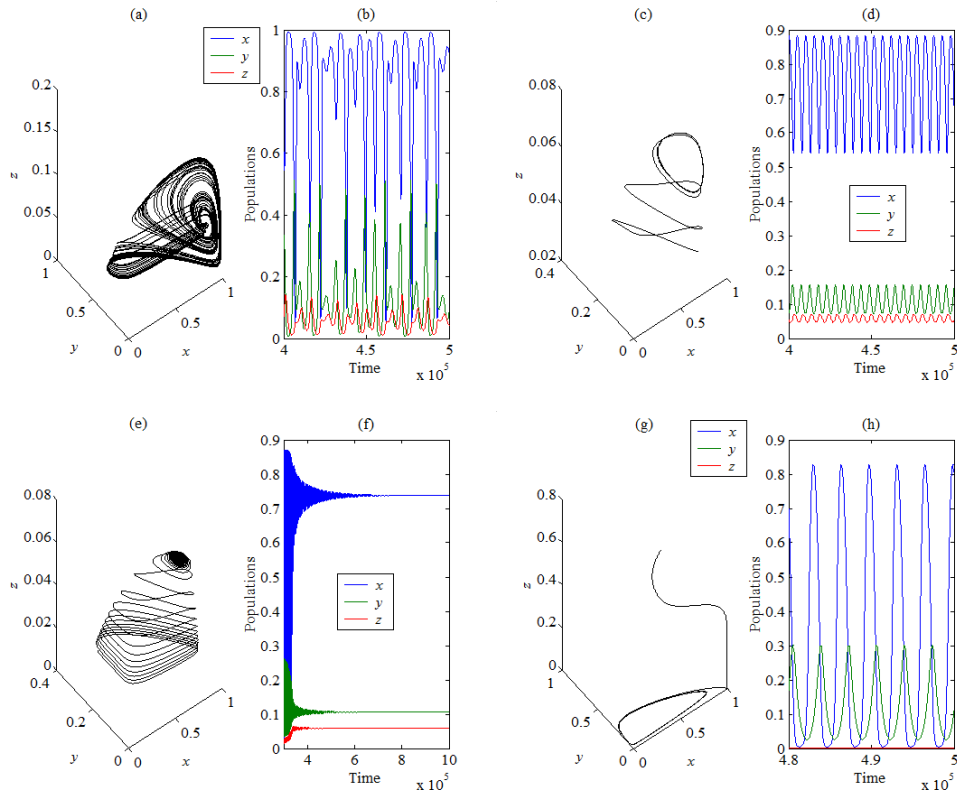 (a)
x
y
z
0.2
0.15
0.1
0.05
0
z
1
0.5
0
y
0
0.5
1
x
(b)
1
0.8
0.6
0.4
0.2
0
Populations
4
4.5
5
Time
x 10^5
(c)
0.08
0.06
0.04
0.02
z
0.4
0.2
0
y
0
0.5
1
x
(d)
0.9
0.8
0.7
0.6
0.5
0.4
0.3
0.2
0.1
0
Populations
x
y
z
4
4.5
5
Time
x 10^5
(e)
0.08
0.06
0.04
0.02
0
z
0.4
0.2
0
y
0
0.5
1
x
(f)
0.9
0.8
0.7
0.6
0.5
0.4
0.3
0.2
0.1
0
Populations
x
y
z
4
6
8
10
Time
x 10^5
(g)
x
y
z
0.8
0.6
0.4
0.2
0
z
1
0.5
0
y
0
0.5
1
x
(h)
0.9
0.8
0.7
0.6
0.5
0.4
0.3
0.2
0.1
0
Populations
4.8
4.9
5
Time
x 10^5